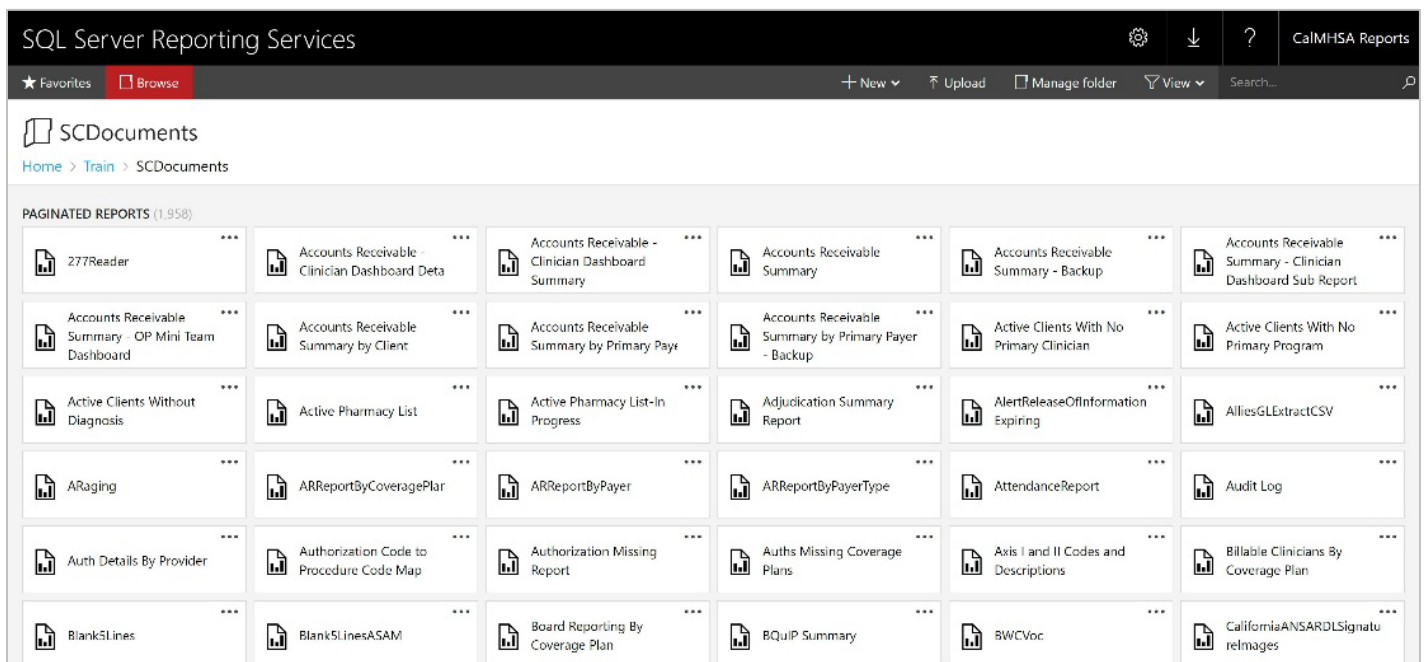 SQL Server Reporting Services
CalMHSA Reports
Favorites
Browse
New
Upload
Manage folder
View
Search...
SCDocuments
Home > Train > SCDocuments
PAGINATED REPORTS (1,958)
277Reader
Accounts Receivable -
Clinician Dashboard Deta
Accounts Receivable -
Clinician Dashboard
Summary
Accounts Receivable
Summary
Accounts Receivable
Summary - Backup
Accounts Receivable
Summary - Clinician
Dashboard Sub Report
Accounts Receivable
Summary - OP Mini Team
Dashboard
Accounts Receivable
Summary by Client
Accounts Receivable
Summary by Primary Paye
Accounts Receivable
Summary by Primary Payer
- Backup
Active Clients With No
Primary Clinician
Active Clients With No
Primary Program
Active Clients Without
Diagnosis
Active Pharmacy List
Active Pharmacy List-In
Progress
Adjudication Summary
Report
AlertReleaseOfInformation
Expiring
AlliesGLExtractCSV
ARaging
ARReportByCoveragePlar
ARReportByPayer
ARReportByPayerType
AttendanceReport
Audit Log
Auth Details By Provider
Authorization Code to
Procedure Code Map
Authorization Missing
Report
Auths Missing Coverage
Plans
Axis I and II Codes and
Descriptions
Billable Clinicians By
Coverage Plan
Blank5Lines
Blank5LinesASAM
Board Reporting By
Coverage Plan
BQuIP Summary
BWCVoc
CaliforniaANSARDLSignatu
reImages